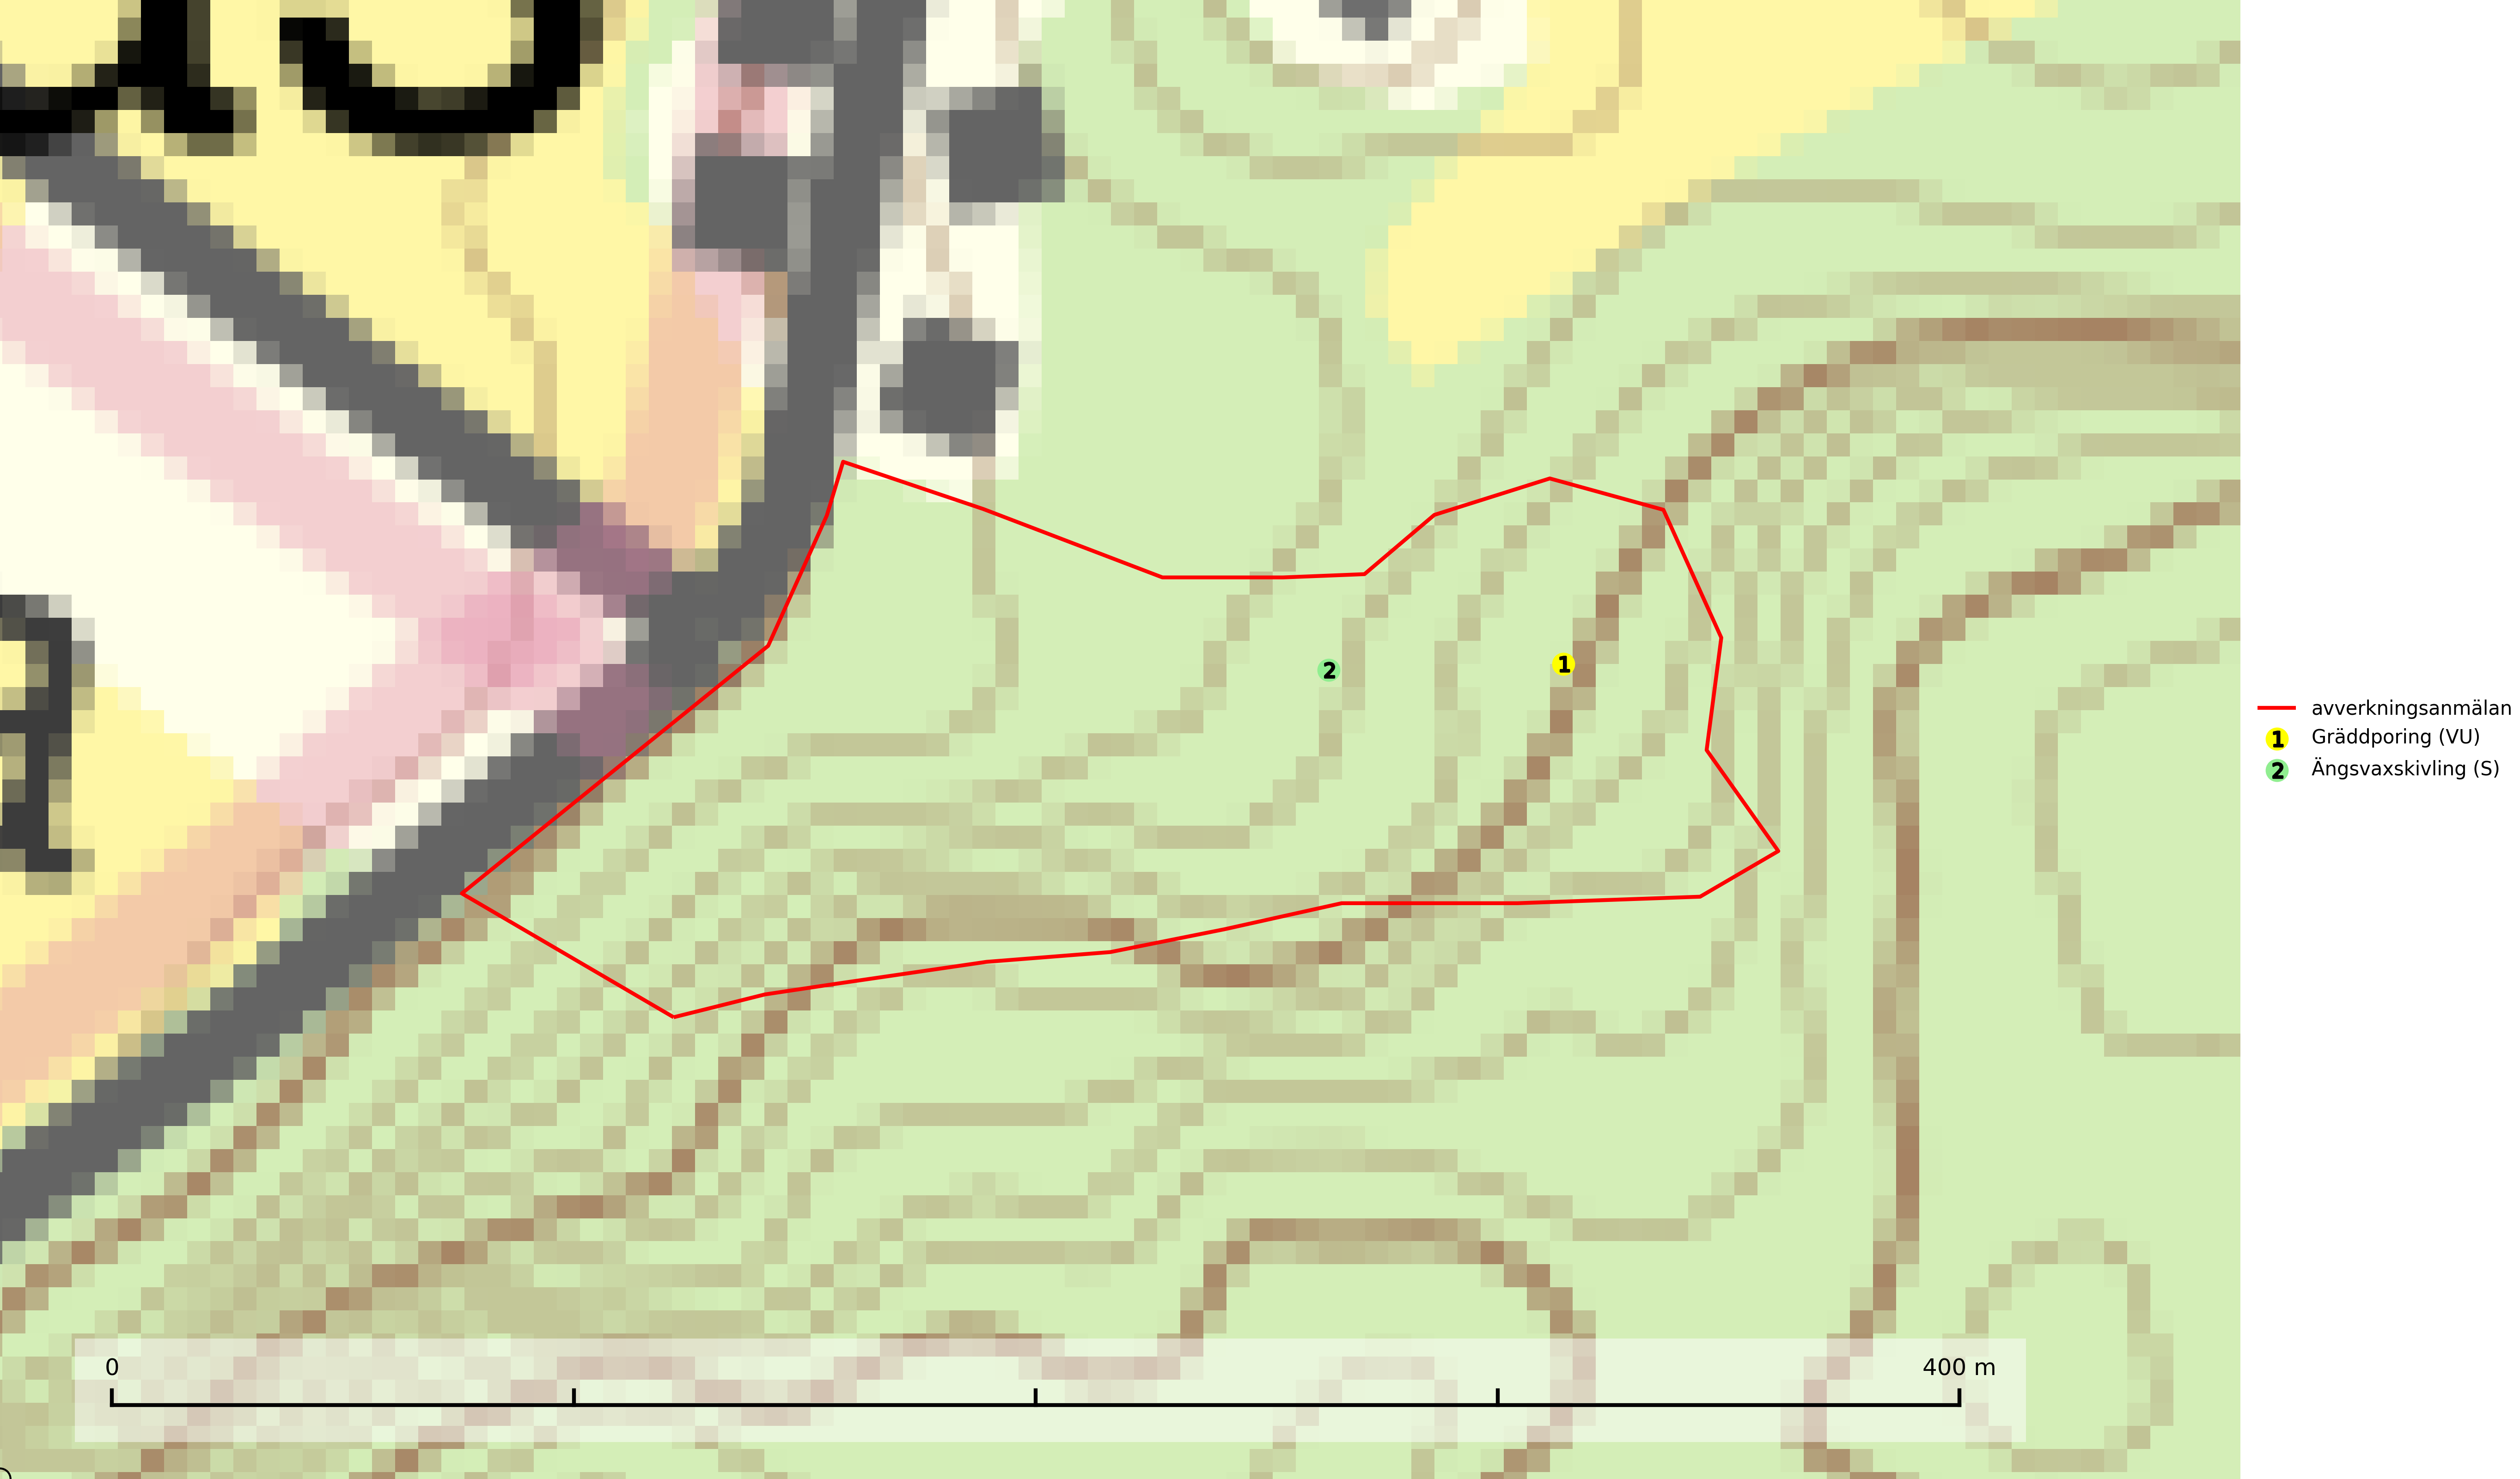 2
1
avverkningsanmälan
1 Gräddporing (VU)
2 Ängsvaxskivling (S)
0 400 m